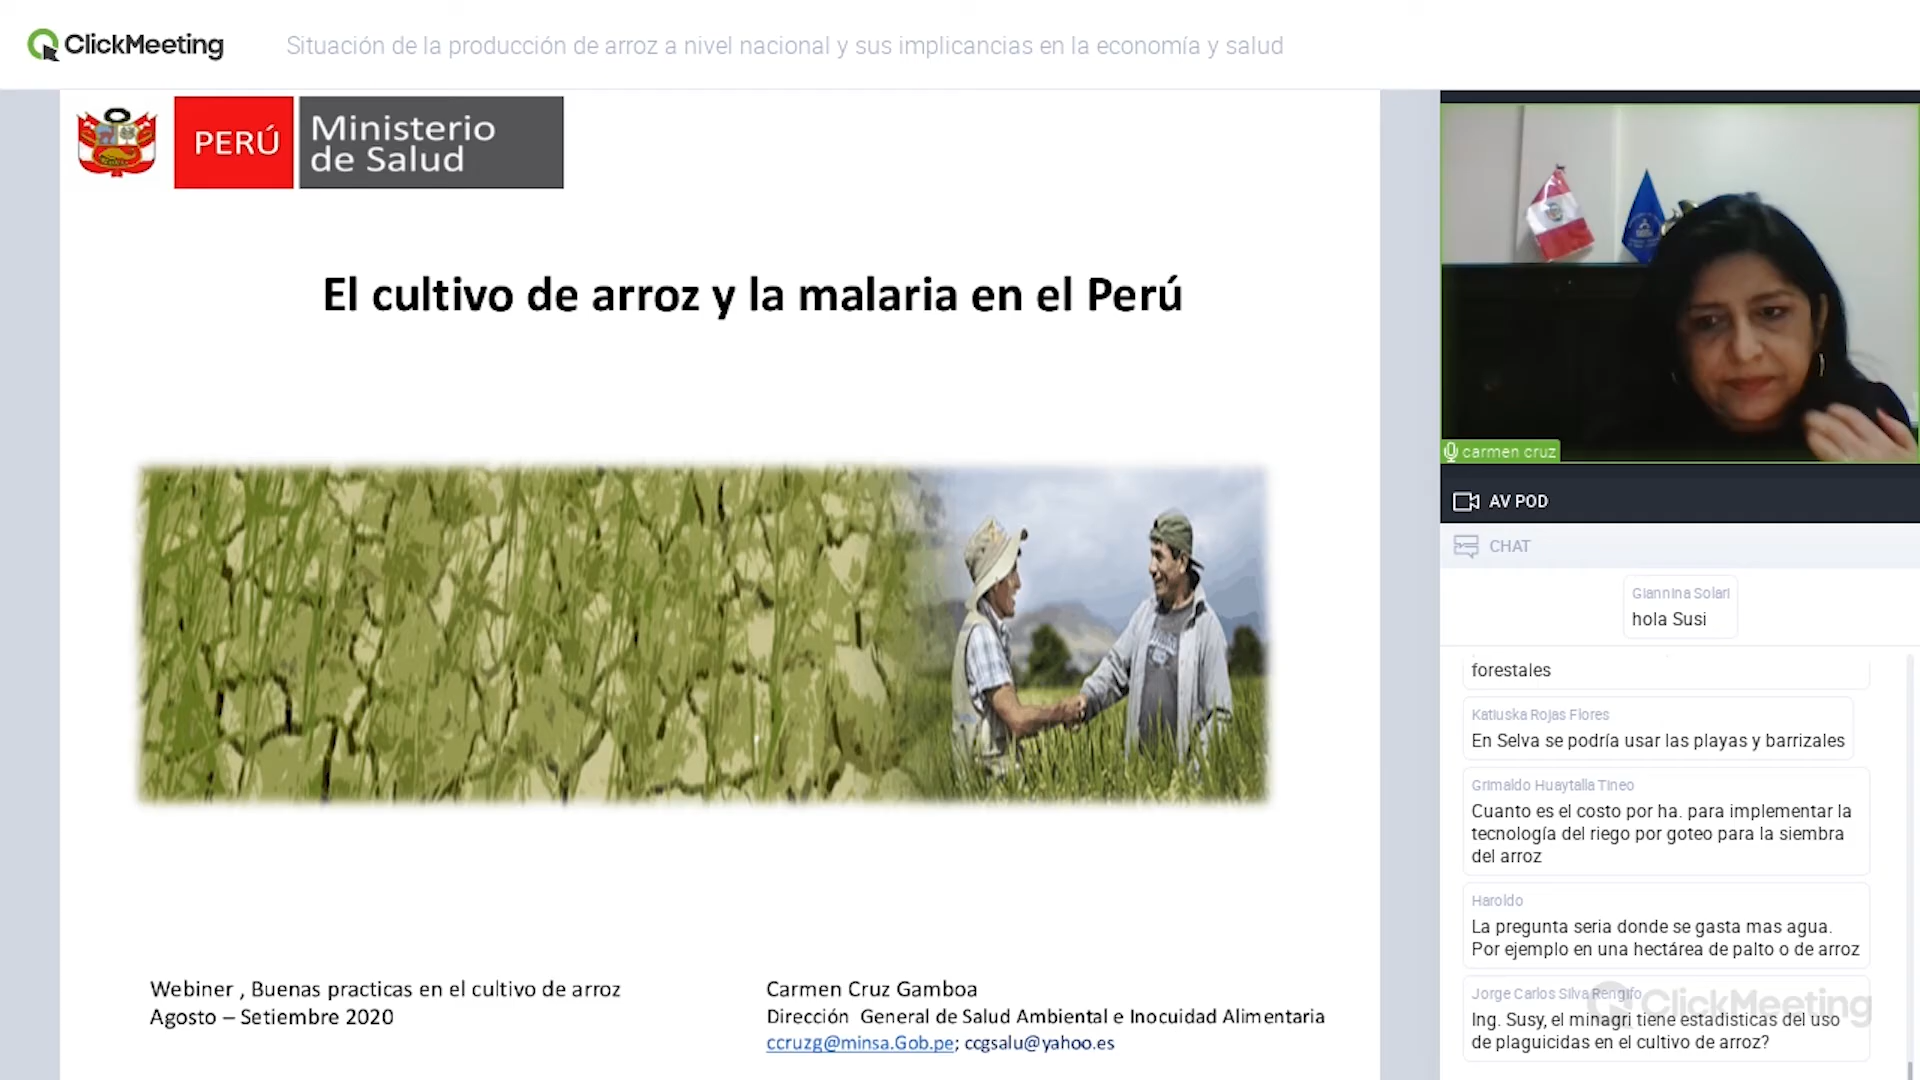 ClickMeeting
Situación de la producción de arroz a nivel nacional y sus implicancias en la economía y salud
PERÚ
Ministerio
de Salud
El cultivo de arroz y la malaria en el Perú
Webiner , Buenas practicas en el cultivo de arroz
Agosto – Setiembre 2020
Carmen Cruz Gamboa
Dirección General de Salud Ambiental e Inocuidad Alimentaria
ccruzg@minsa.Gob.pe; ccgsalu@yahoo.es
carmen cruz
AV POD
CHAT
Giannina Solari
hola Susi
forestales
Katiuska Rojas Flores
En Selva se podría usar las playas y barrizales
Grimaldo Huaytalla Tineo
Cuanto es el costo por ha. para implementar la
tecnología del riego por goteo para la siembra
del arroz
Haroldo
La pregunta seria donde se gasta mas agua.
Por ejemplo en una hectárea de palto o de arroz
Jorge Carlos Silva Rengifo
Ing. Susy, el minagri tiene estadisticas del uso
de plaguicidas en el cultivo de arroz?
ClickMeeting